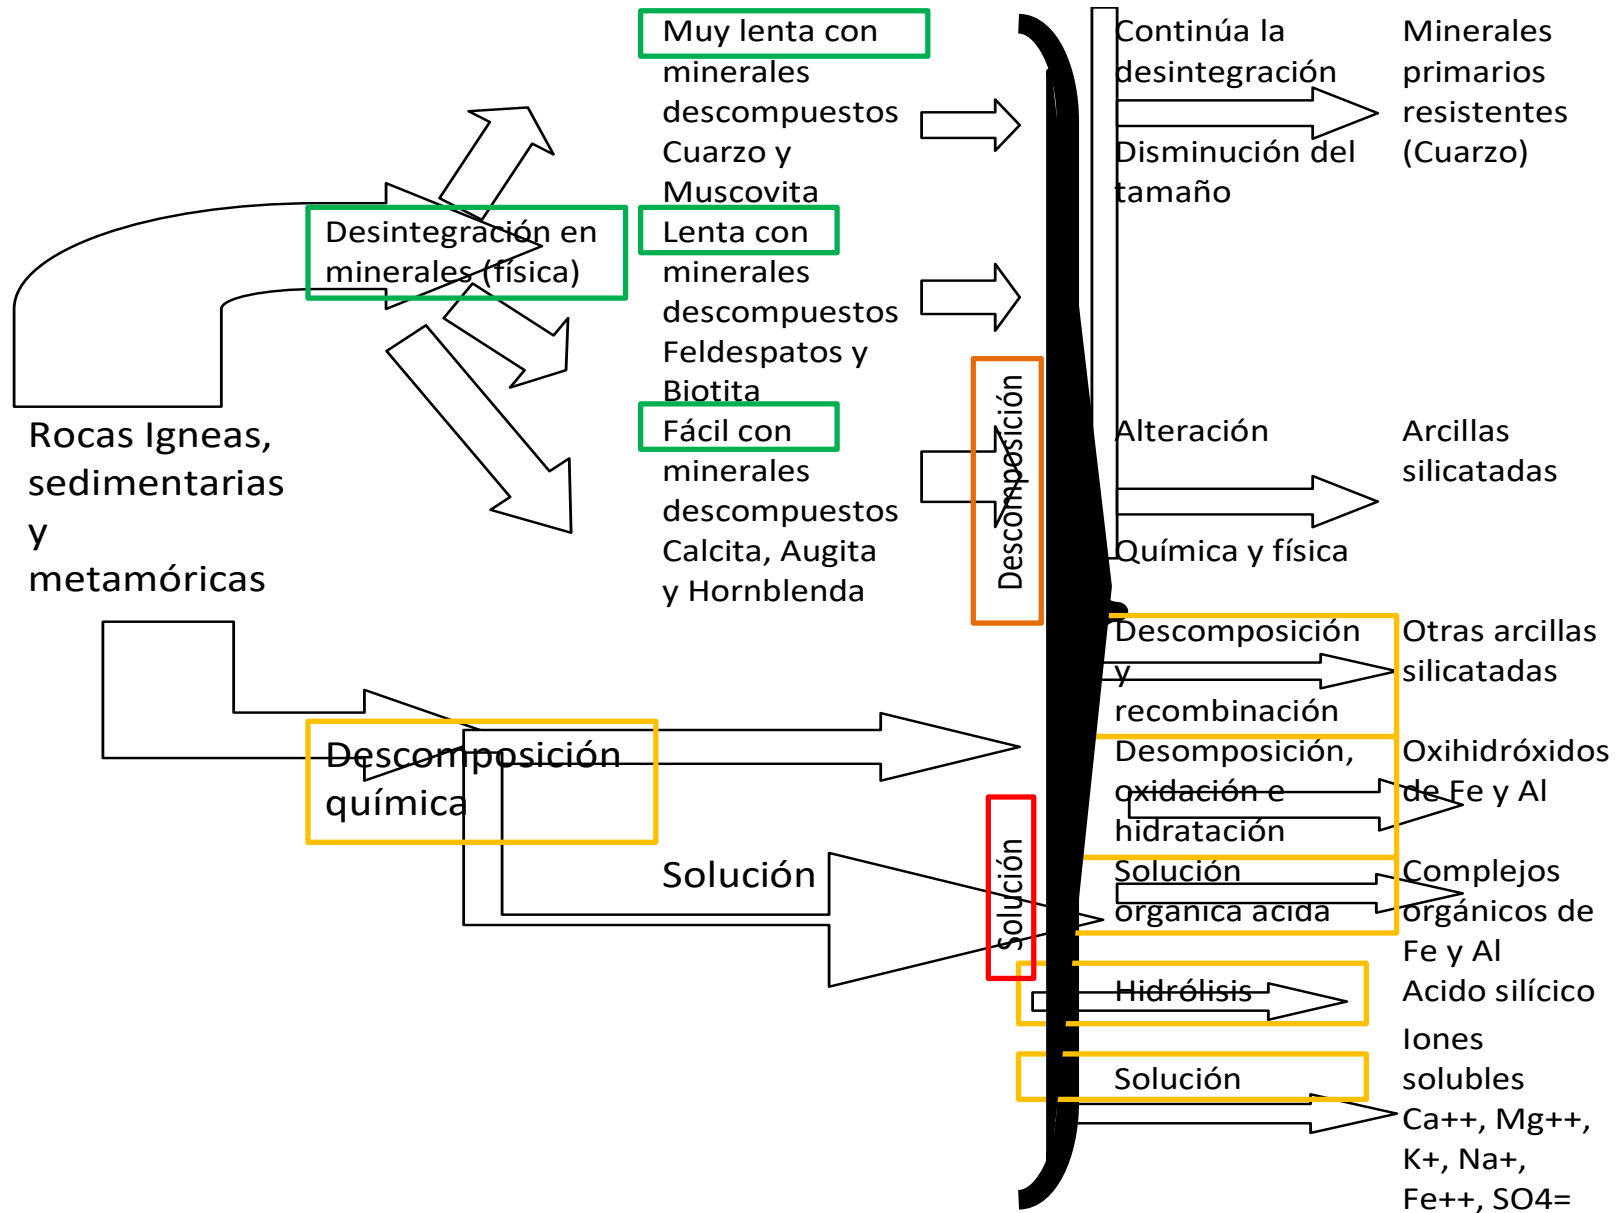 Muy lenta con
minerales
descompuestos
Cuarzo y
Muscovita
Desintegración en
minerales (física)
Lenta con
minerales
descompuestos
Feldespatos y
Biotita
Fácil con
minerales
descompuestos
Calcita, Augita
y Hornblenda
Rocas Igneas,
sedimentarias
y
metamóricas
Descomposición
química
Solución
Descomposición
Solución
Continúa la
desintegración
Disminución del
tamaño
Minerales
primarios
resistentes
(Cuarzo)
Alteración
Química y física
Arcillas
silicatadas
Descomposición
y
recombinación
Otras arcillas
silicatadas
Desomposición,
oxidación e
hidratación
Oxihidróxidos
de Fe y Al
Solución
organica acida
Complejos
orgánicos de
Fe y Al
Hidrólisis
Acido silícico
Solución
Iones
solubles
Ca++, Mg++,
K+, Na+,
Fe++, SO4=